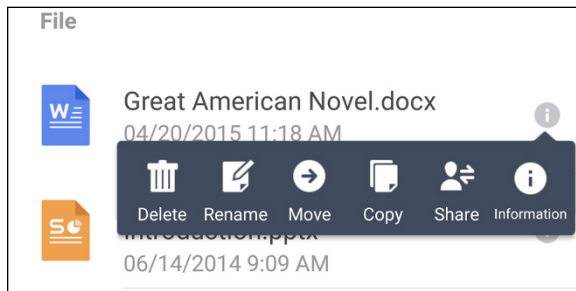 File
W
Great American Novel.docx
04/20/2015 11:18 AM
Delete Rename Move Copy Share Information
S
Introduction.pptx
06/14/2014 9:09 AM